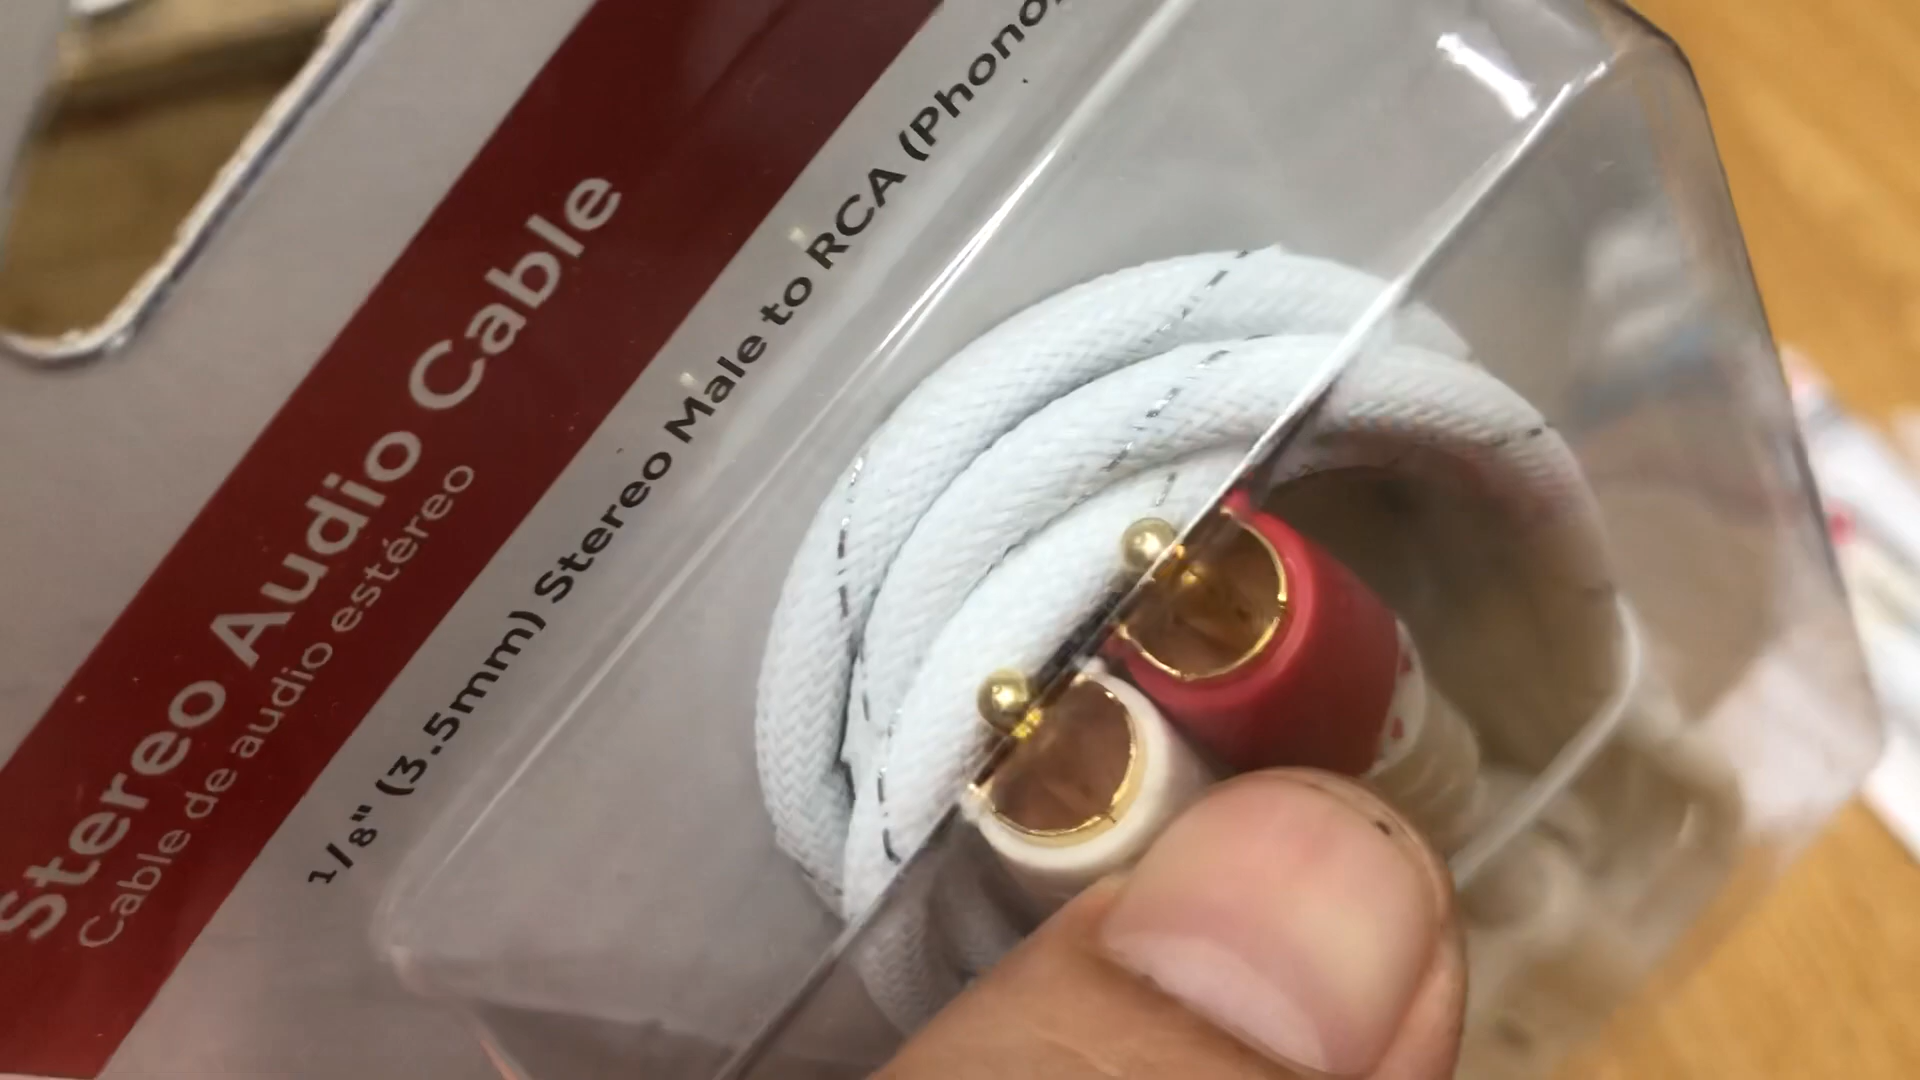 Stereo Audio Cable
Cable de audio estéreo
1/8" (3.5mm) Stereo Male to RCA (Phono)